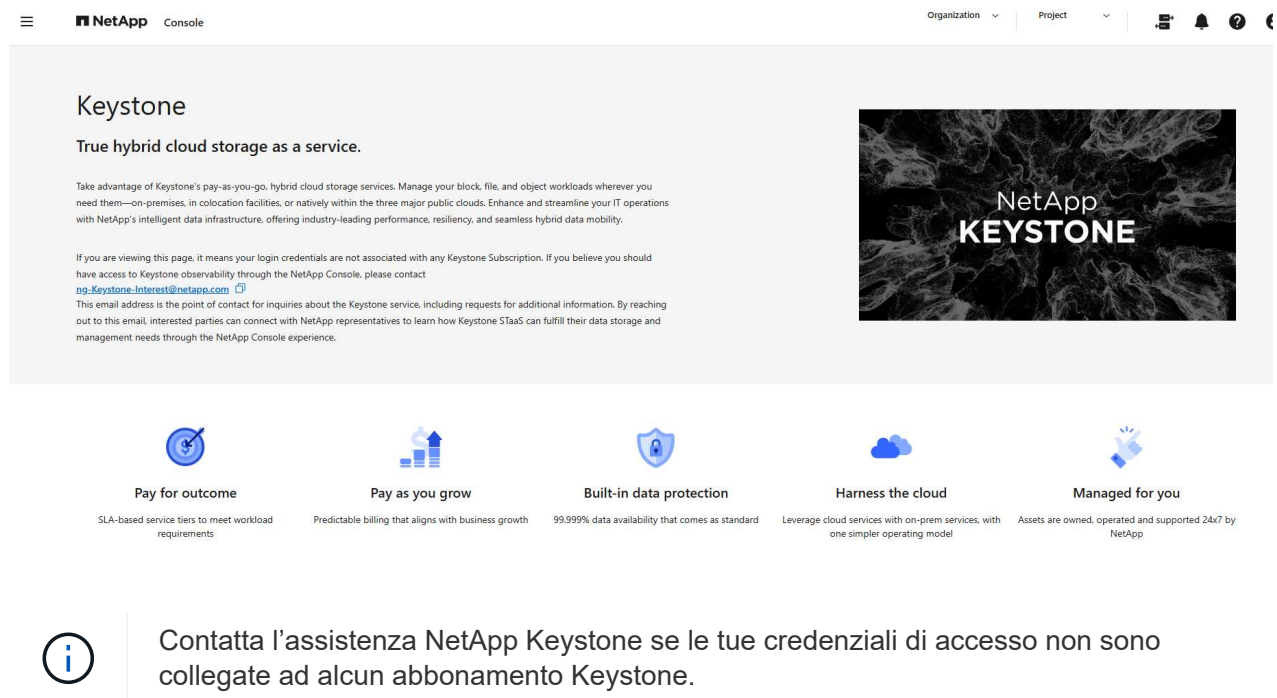 NetApp Console Organization Project
Keystone
True hybrid cloud storage as a service.
Take advantage of Keystone's pay-as-you-go, hybrid cloud storage services. Manage your block, file, and object workloads wherever you
need them—on-premises, in colocation facilities, or natively within the three major public clouds. Enhance and streamline your IT operations
with NetApp's intelligent data infrastructure, offering industry-leading performance, resiliency, and seamless hybrid data mobility.
If you are viewing this page, it means your login credentials are not associated with any Keystone Subscription. If you believe you should
have access to Keystone observability through the NetApp Console, please contact
ng-Keystone-Interest@netapp.com
This email address is the point of contact for inquiries about the Keystone service, including requests for additional information. By reaching
out to this email, interested parties can connect with NetApp representatives to learn how Keystone STaaS can fulfill their data storage and
management needs through the NetApp Console experience.
NetApp
KEYSTONE
Pay for outcome
SLA-based service tiers to meet workload
requirements
Pay as you grow
Predictable billing that aligns with business growth
Built-in data protection
99.999% data availability that comes as standard
Harness the cloud
Leverage cloud services with on-prem services, with
one simpler operating model
Managed for you
Assets are owned, operated and supported 24x7 by
NetApp
Contatta l'assistenza NetApp Keystone se le tue credenziali di accesso non sono
collegate ad alcun abbonamento Keystone.